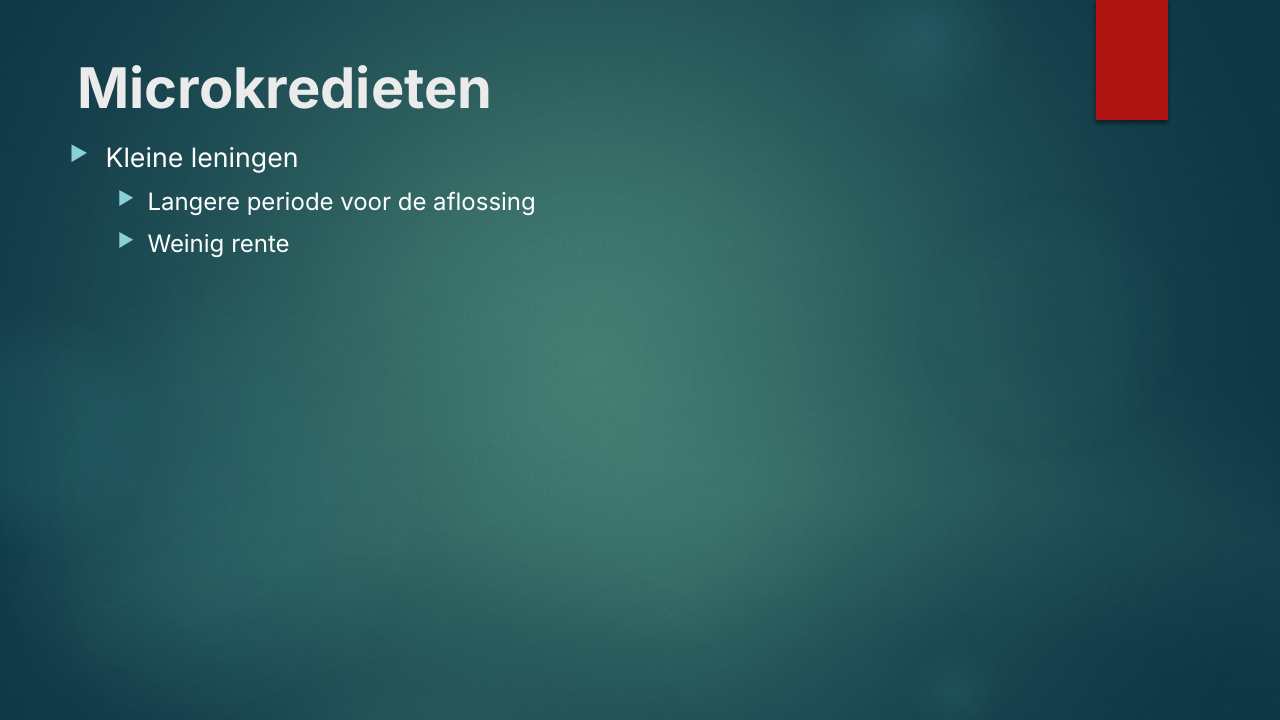 Microkredieten
Kleine leningen
Langere periode voor de aflossing
Weinig rente